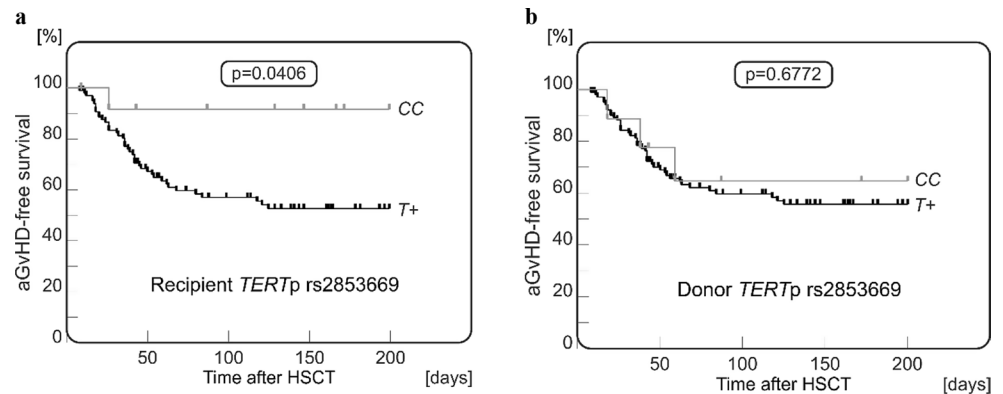 a
[%]
100
80
60
40
20
0
aGvHD-free survival
p=0.0406
CC
T+
Recipient TERTp rs2853669
50 100 150 200
Time after HSCT [days]
b
[%]
100
80
60
40
20
0
aGvHD-free survival
p=0.6772
CC
T+
Donor TERTp rs2853669
50 100 150 200
Time after HSCT [days]